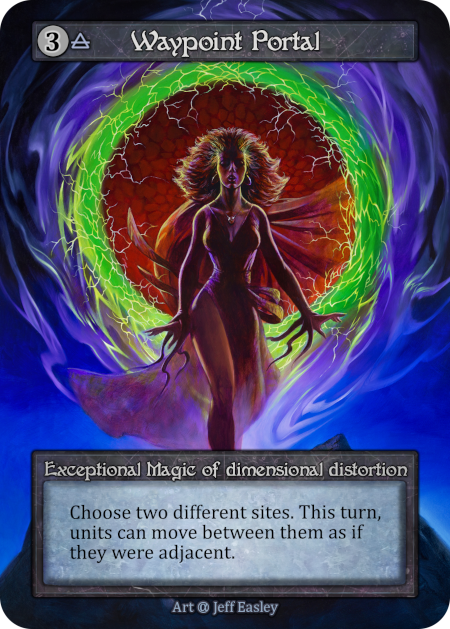 3 Waypoint Portal
Exceptional Magic of dimensional distortion
Choose two different sites. This turn,
units can move between them as if
they were adjacent.
Art @ Jeff Easley